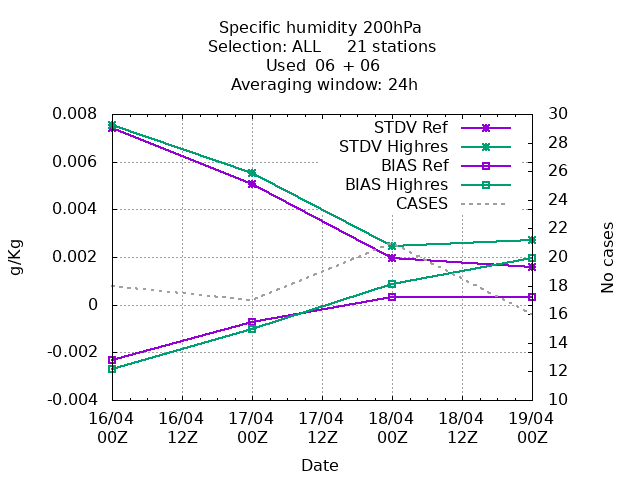 Specific humidity 200hPa
Selection: ALL     21 stations
Used  06 + 06
Averaging window: 24h
STDV Ref
STDV Highres
BIAS Ref
BIAS Highres
CASES
0.008
0.006
0.004
0.002
0
-0.002
-0.004
g/Kg
30
28
26
24
22
20
18
16
14
12
10
No cases
16/04 16/04 17/04 17/04 18/04 18/04 19/04
00Z 12Z 00Z 12Z 00Z 12Z 00Z
Date